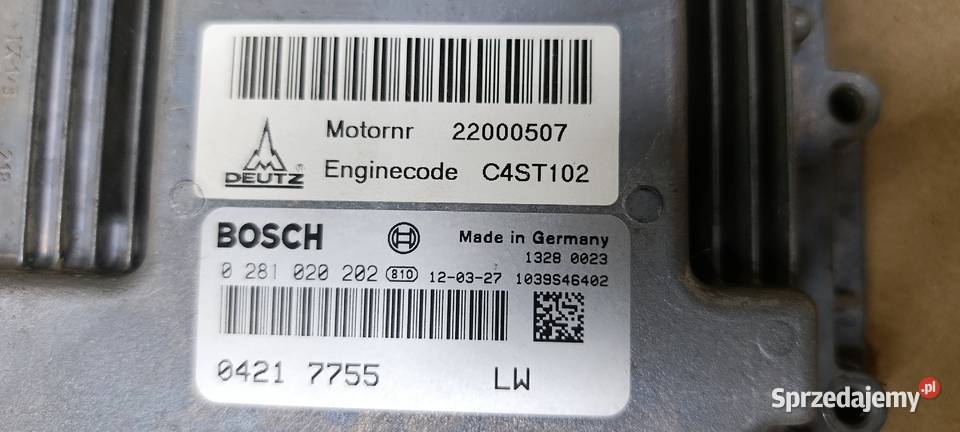 Motornr 22000507
DEUTZ ®
Enginecode C4ST102
BOSCH Made in Germany
1328 0023
0 281 020 202 810 12-03-27 1039S46402
0421 7755 LW
Sprzedajemy.pl